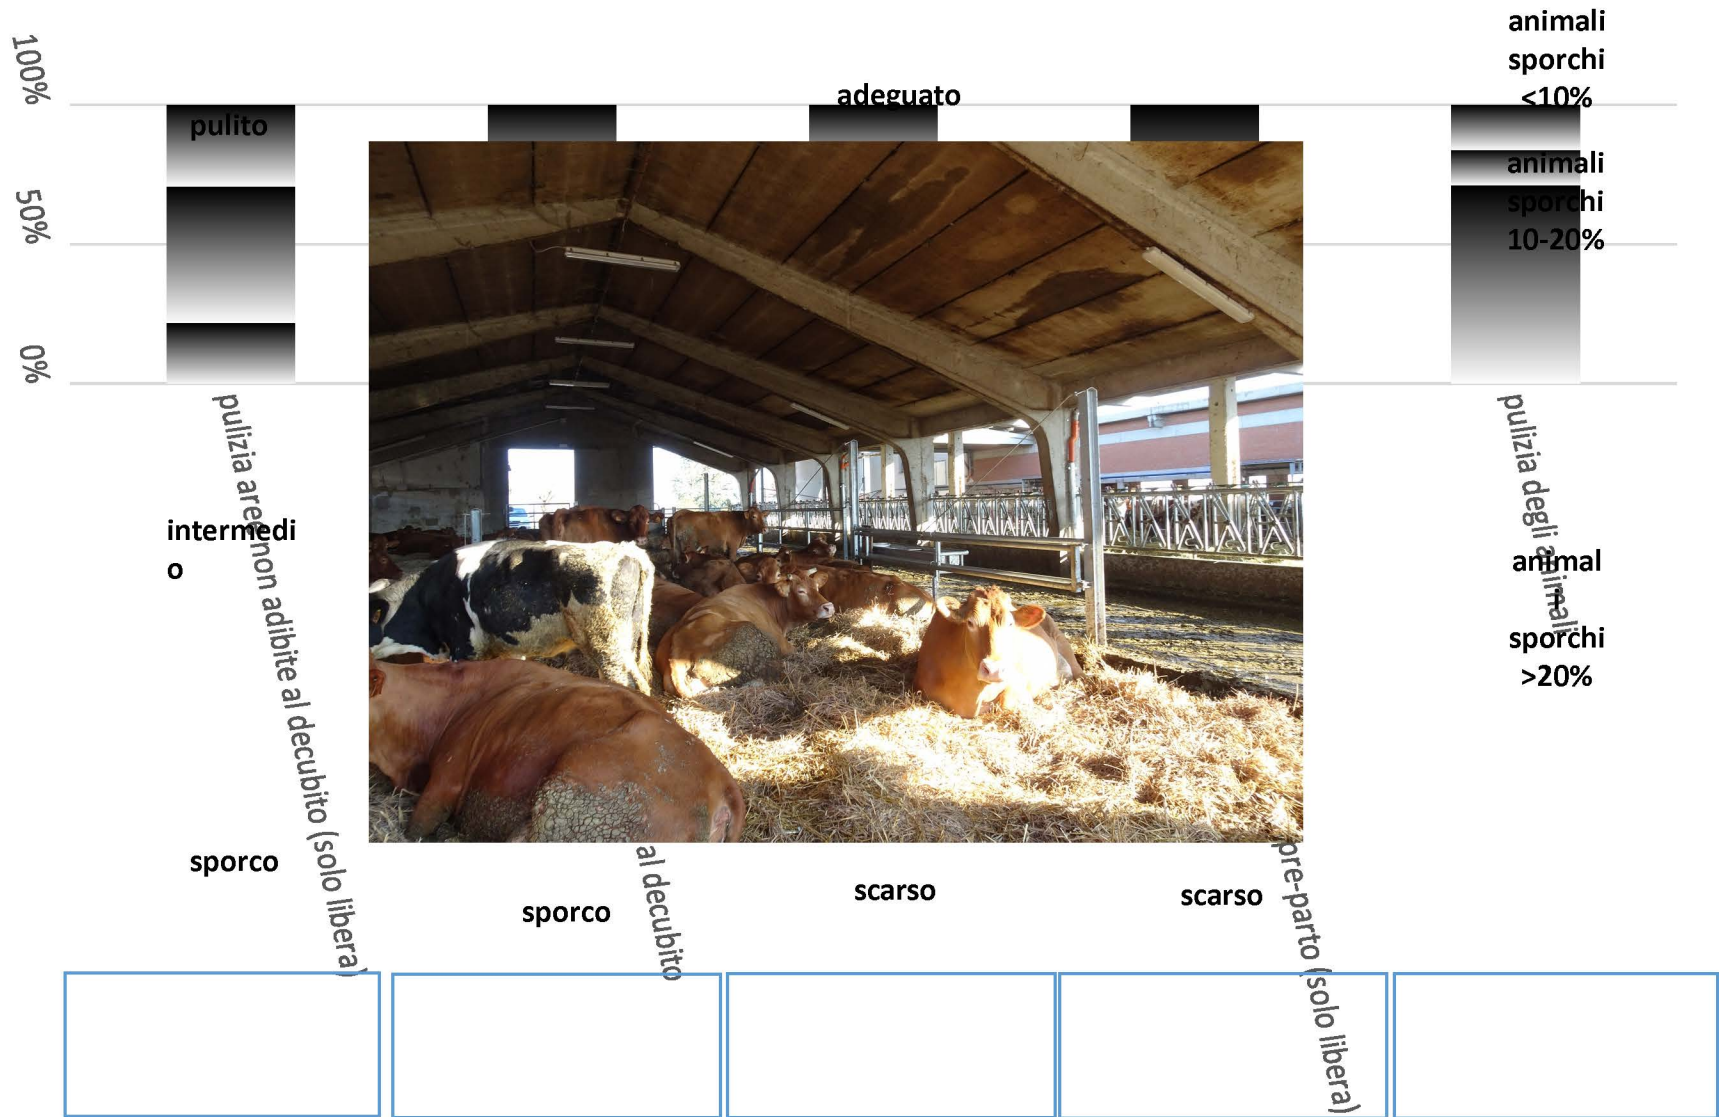 100%
50%
0%
pulito
adeguato
animali
sporchi
<10%
animali
sporchi
10-20%
intermedi
o
animal
i
sporchi
>20%
sporco
sporco
scarso
scarso
pulizia aree non adibite al decubito (solo libera)
al decubito
pre-parto (solo libera)
pulizia degli animali